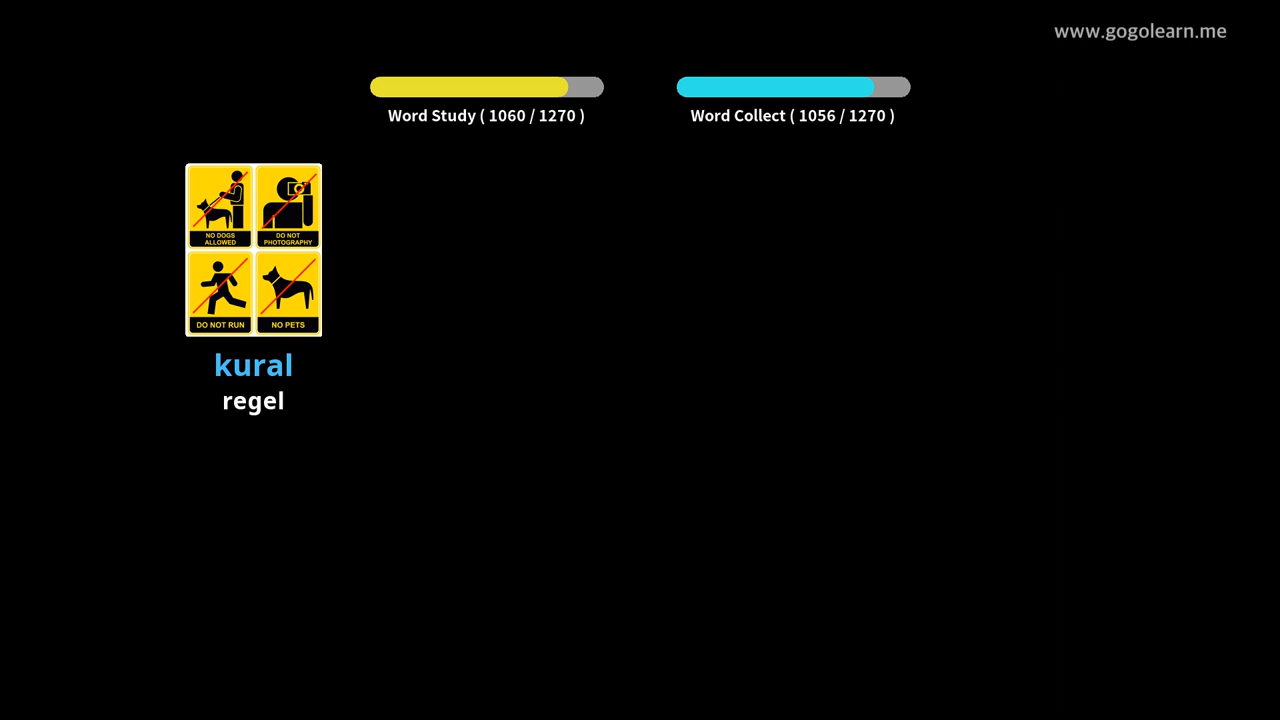 www.gogolearn.me
Word Study ( 1060 / 1270 )
Word Collect ( 1056 / 1270 )
NO DOGS
ALLOWED
DO NOT
PHOTOGRAPHY
DO NOT RUN
NO PETS
kural
regel